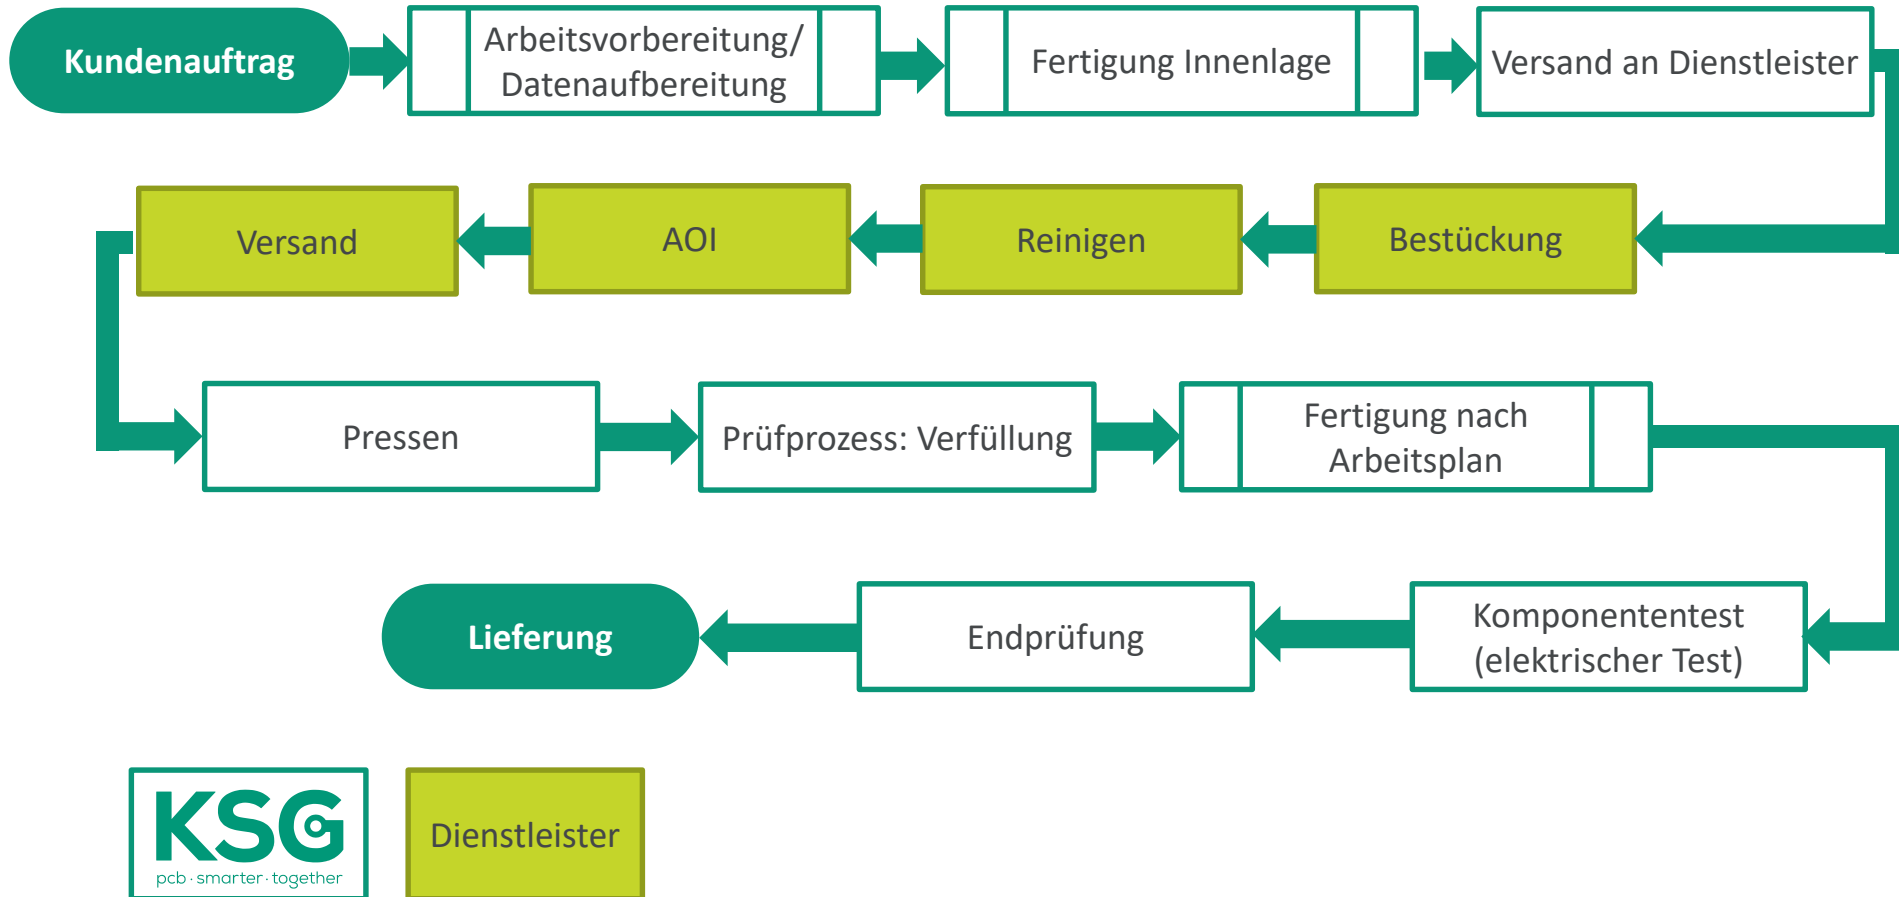 Kundenauftrag
Arbeitsvorbereitung/
Datenaufbereitung
Fertigung Innenlage
Versand an Dienstleister
Bestückung
Reinigen
AOI
Versand
Pressen
Prüfprozess: Verfüllung
Fertigung nach
Arbeitsplan
Komponententest
(elektrischer Test)
Endprüfung
Lieferung
KSG
pcb · smarter · together
Dienstleister